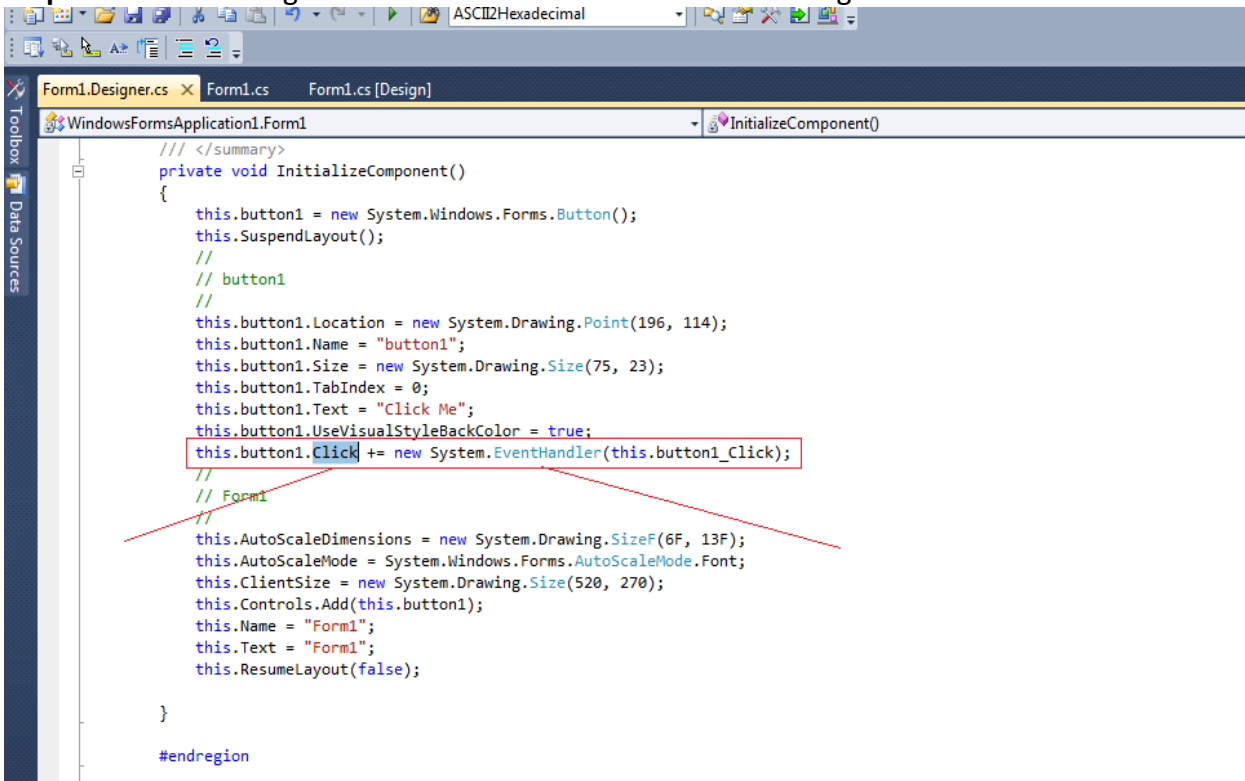 ASCII2Hexadecimal
Form1.Designer.cs Form1.cs Form1.cs [Design]
WindowsFormsApplication1.Form1 InitializeComponent()
Toolbox
Data Sources
/// </summary>
private void InitializeComponent()
{
this.button1 = new System.Windows.Forms.Button();
this.SuspendLayout();
//
// button1
//
this.button1.Location = new System.Drawing.Point(196, 114);
this.button1.Name = "button1";
this.button1.Size = new System.Drawing.Size(75, 23);
this.button1.TabIndex = 0;
this.button1.Text = "Click Me";
this.button1.UseVisualStyleBackColor = true;
this.button1.Click += new System.EventHandler(this.button1_Click);
//
// Form1
//
this.AutoScaleDimensions = new System.Drawing.SizeF(6F, 13F);
this.AutoScaleMode = System.Windows.Forms.AutoScaleMode.Font;
this.ClientSize = new System.Drawing.Size(520, 270);
this.Controls.Add(this.button1);
this.Name = "Form1";
this.Text = "Form1";
this.ResumeLayout(false);
}
#endregion